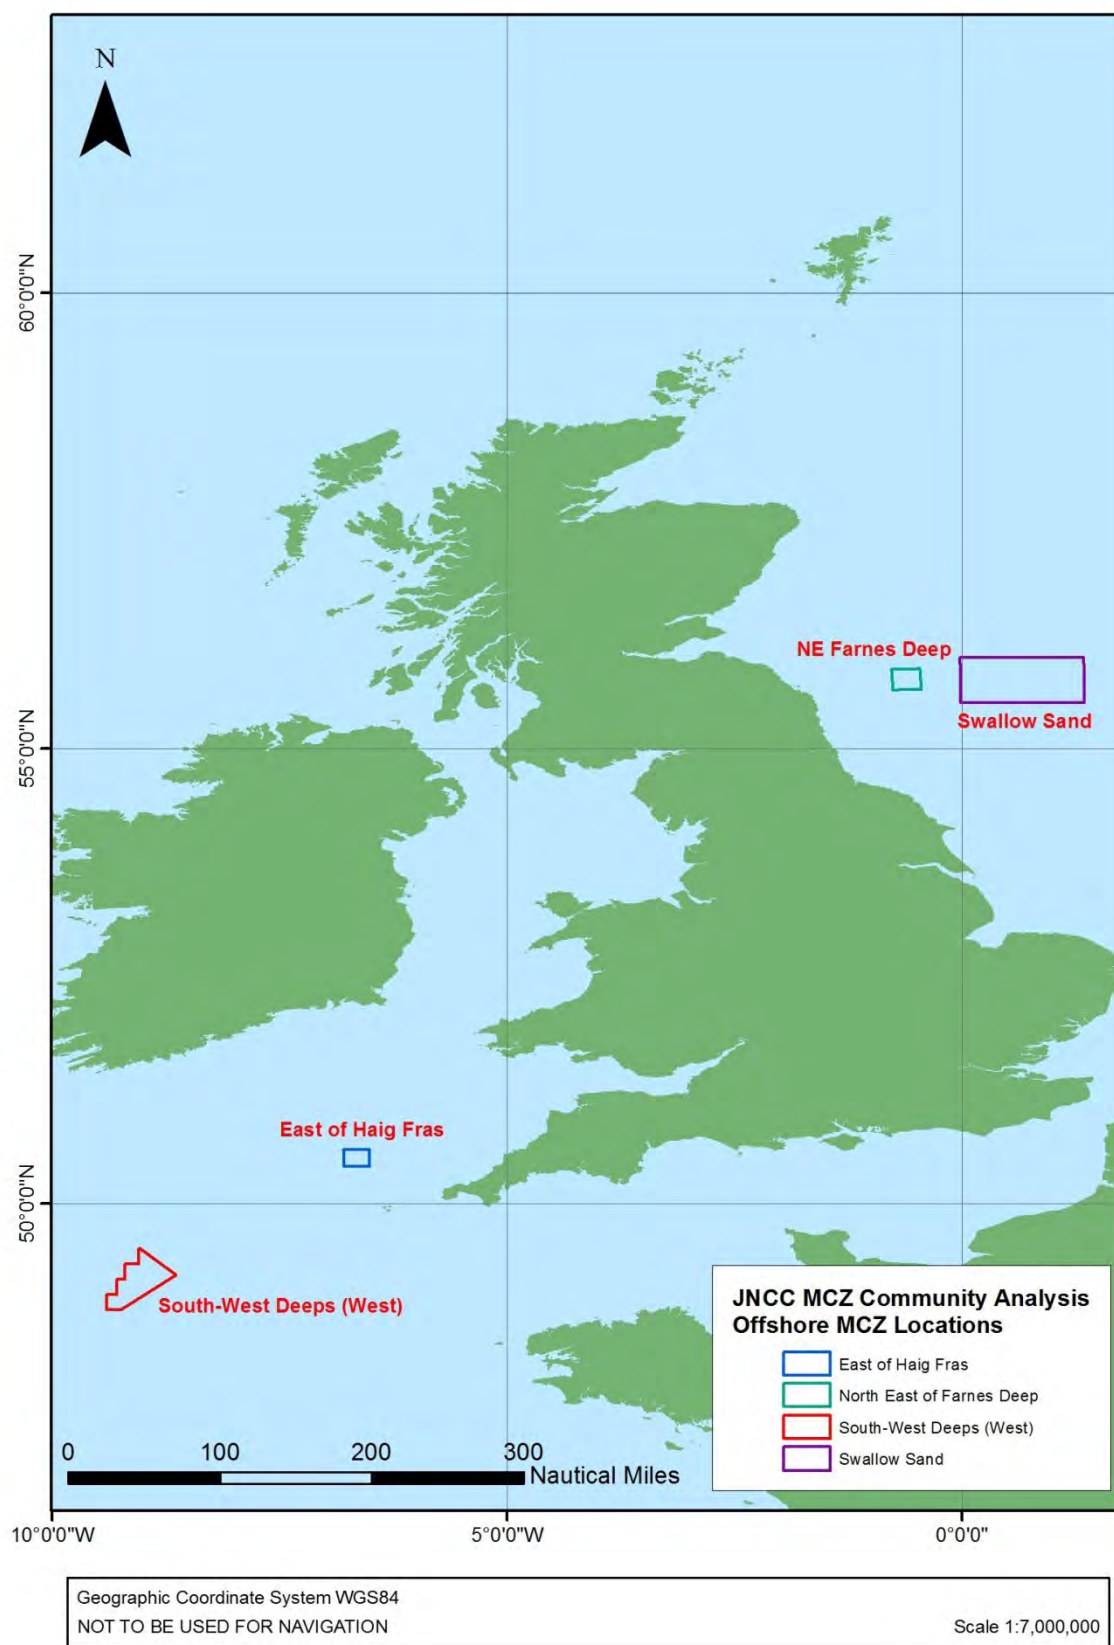 N
60°0'0"N
NE Farnes Deep
Swallow Sand
55°0'0"N
East of Haig Fras
50°0'0"N
South-West Deeps (West)
JNCC MCZ Community Analysis
Offshore MCZ Locations
East of Haig Fras
North East of Farnes Deep
South-West Deeps (West)
Swallow Sand
0 100 200 300
Nautical Miles
10°0'0"W 5°0'0"W 0°0'0"
Geographic Coordinate System WGS84
NOT TO BE USED FOR NAVIGATION Scale 1:7,000,000